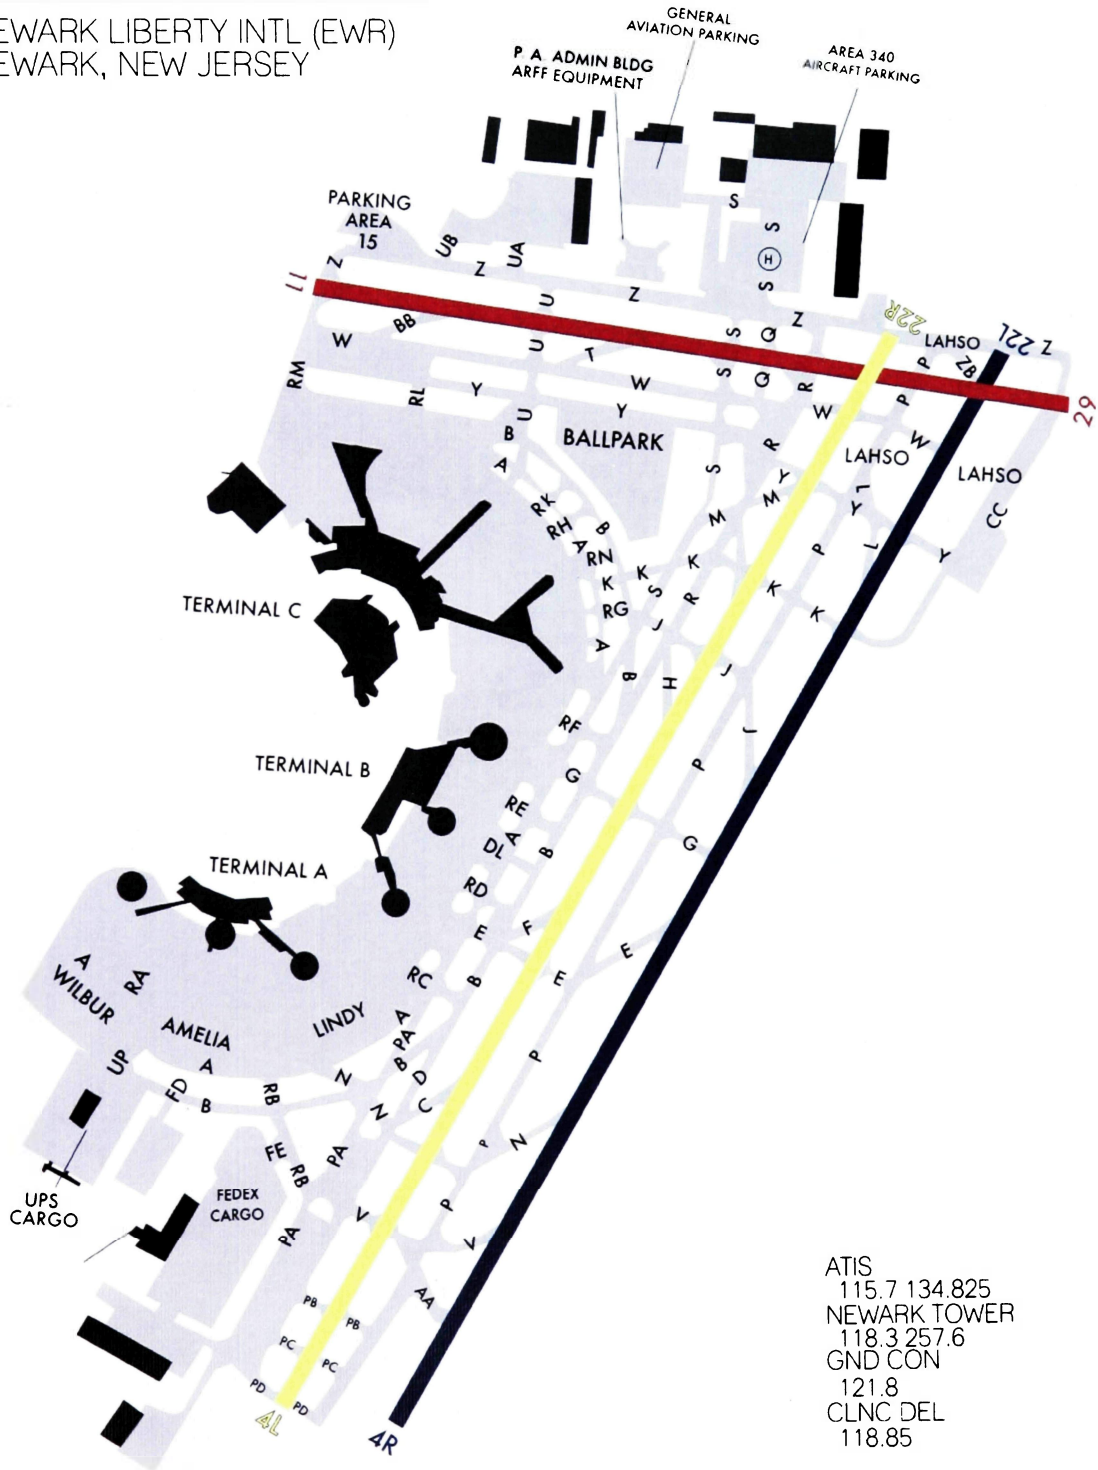 EWARK LIBERTY INTL (EWR)
EWARK, NEW JERSEY
GENERAL
AVIATION PARKING
P. A. ADMIN BLDG
ARFF EQUIPMENT
AREA 340
AIRCRAFT PARKING
S
S
H
S
PARKING
AREA
15
Z
UB
Z
UA
U
Z
Z
11
22R
LAHSO
22L
Z
W
BB
U
T
S
Q
P
ZB
RM
RL
Y
W
S
Q
R
P
29
U
Y
W
W
B
BALLPARK
R
LAHSO
LAHSO
A
S
Y
L
RK
M
M
Y
CC
RH
B
A
RN
P
L
Y
K
K
K
K
K
RG
S
R
J
TERMINAL C
A
B
H
J
RF
J
TERMINAL B
G
P
RE
DL
A
B
G
TERMINAL A
RD
E
F
E
A
RA
RC
B
E
WILBUR
AMELIA
LINDY
A
PA
UP
A
B
D
P
FD
B
RB
N
N
C
P
N
FE
RB
PA
UPS
CARGO
FEDEX
CARGO
V
P
PA
V
AA
PB
PB
PC
PC
PD
PD
4L
4R
ATIS
115.7 134.825
NEWARK TOWER
118.3 257.6
GND CON
121.8
CLNC DEL
118.85